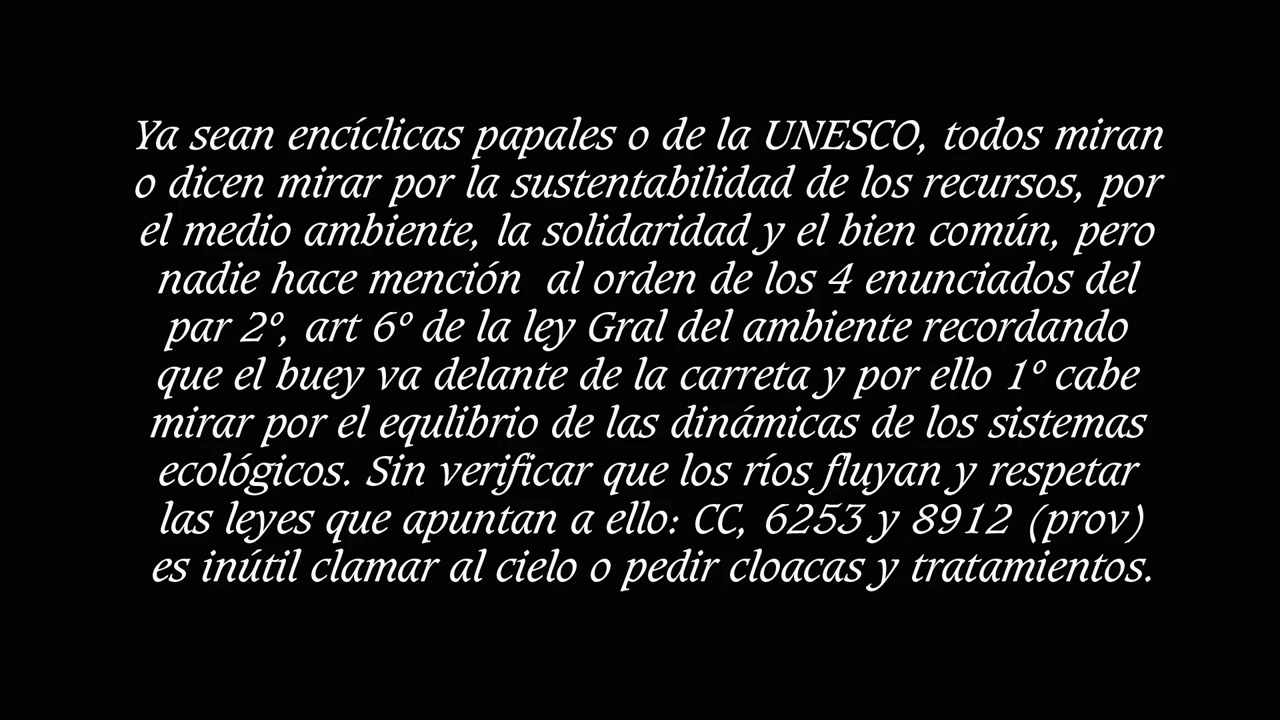 Ya sean encíclicas papales o de la UNESCO, todos miran
o dicen mirar por la sustentabilidad de los recursos, por
el medio ambiente, la solidaridad y el bien común, pero
nadie hace mención  al orden de los 4 enunciados del
par 2º, art 6º de la ley Gral del ambiente recordando
que el buey va delante de la carreta y por ello 1º cabe
mirar por el equlibrio de las dinámicas de los sistemas
ecológicos. Sin verificar que los ríos fluyan y respetar
las leyes que apuntan a ello: CC, 6253 y 8912 (prov)
es inútil clamar al cielo o pedir cloacas y tratamientos.